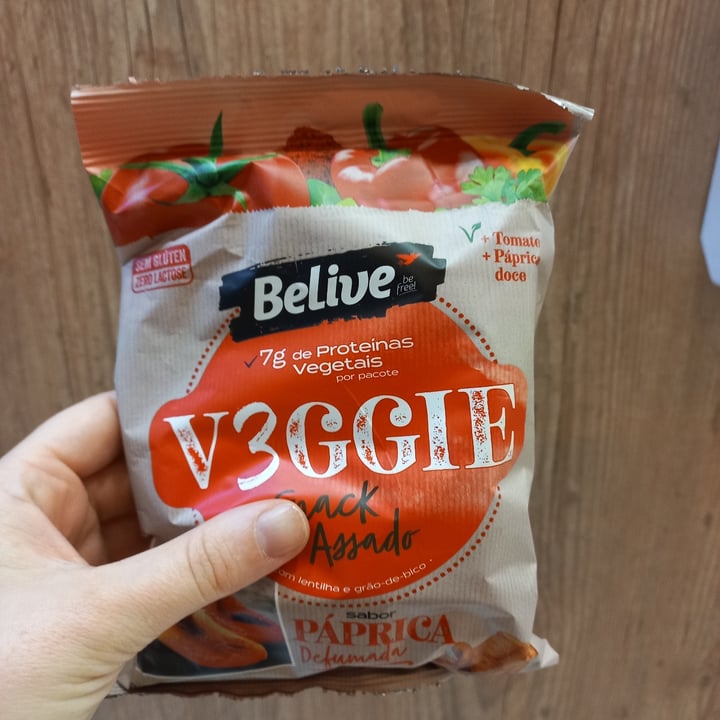 SEM GLÚTEN
ZERO LACTOSE
+ Tomate
+ Páprica
doce
Belive
be
free!
7g de Proteínas
Vegetais
por pacote
V3GGIE
Snack
Assado
com lentilha e grão-de-bico
sabor
PÁPRICA
Defumada